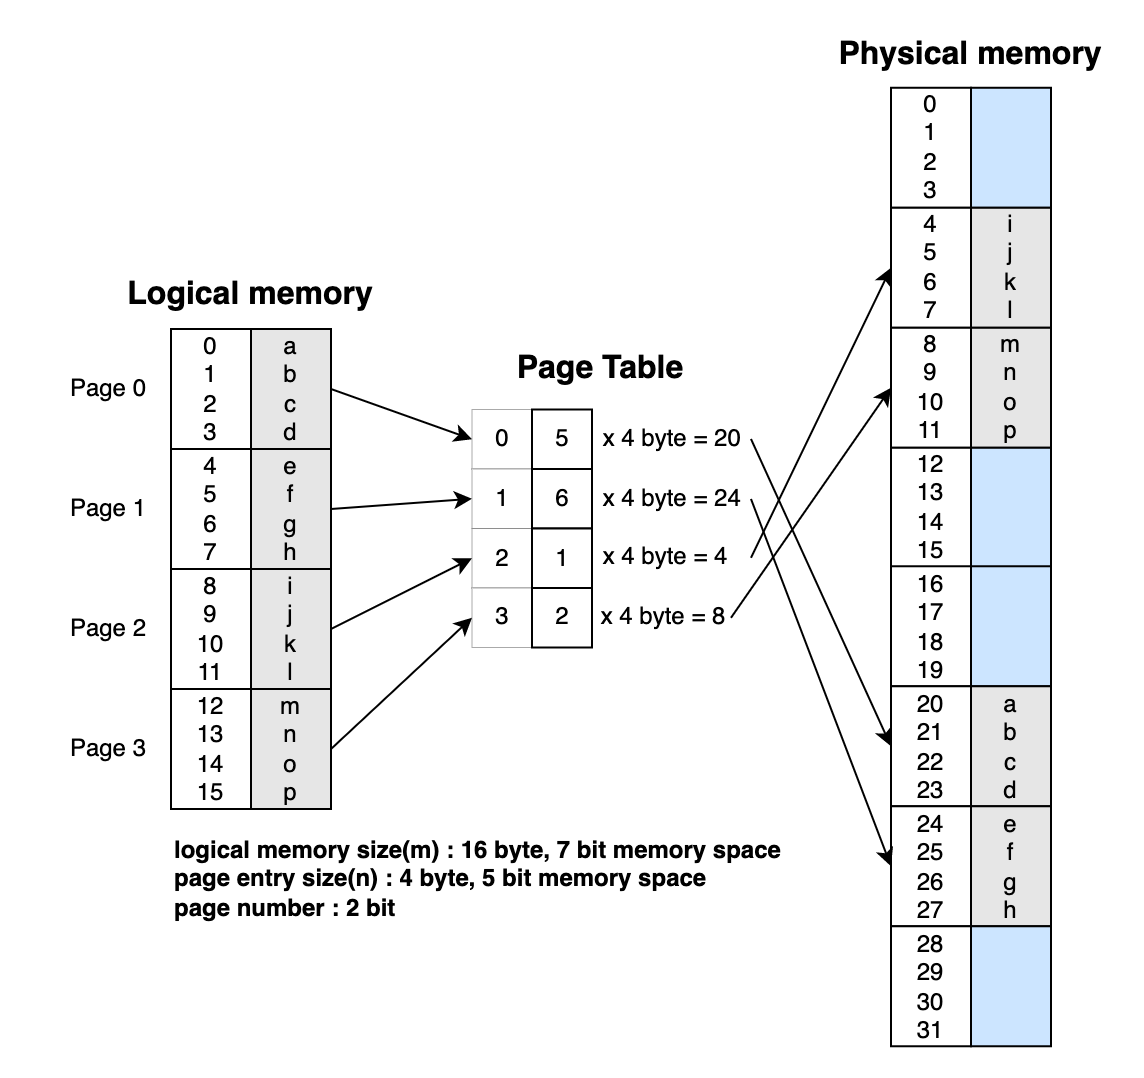 Physical memory
0
1
2
3
4 i
5 j
6 k
7 l
8 m
9 n
10 o
11 p
12
13
14
15
16
17
18
19
20 a
21 b
22 c
23 d
24 e
25 f
26 g
27 h
28
29
30
31
Logical memory
Page 0
0 a
1 b
2 c
3 d
Page 1
4 e
5 f
6 g
7 h
Page 2
8 i
9 j
10 k
11 l
Page 3
12 m
13 n
14 o
15 p
Page Table
0 5 x 4 byte = 20
1 6 x 4 byte = 24
2 1 x 4 byte = 4
3 2 x 4 byte = 8
logical memory size(m) : 16 byte, 7 bit memory space
page entry size(n) : 4 byte, 5 bit memory space
page number : 2 bit